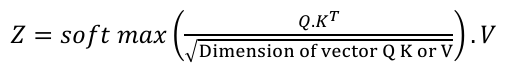 Z = soft max ( Q.K^T / √Dimension of vector Q K or V ) . V